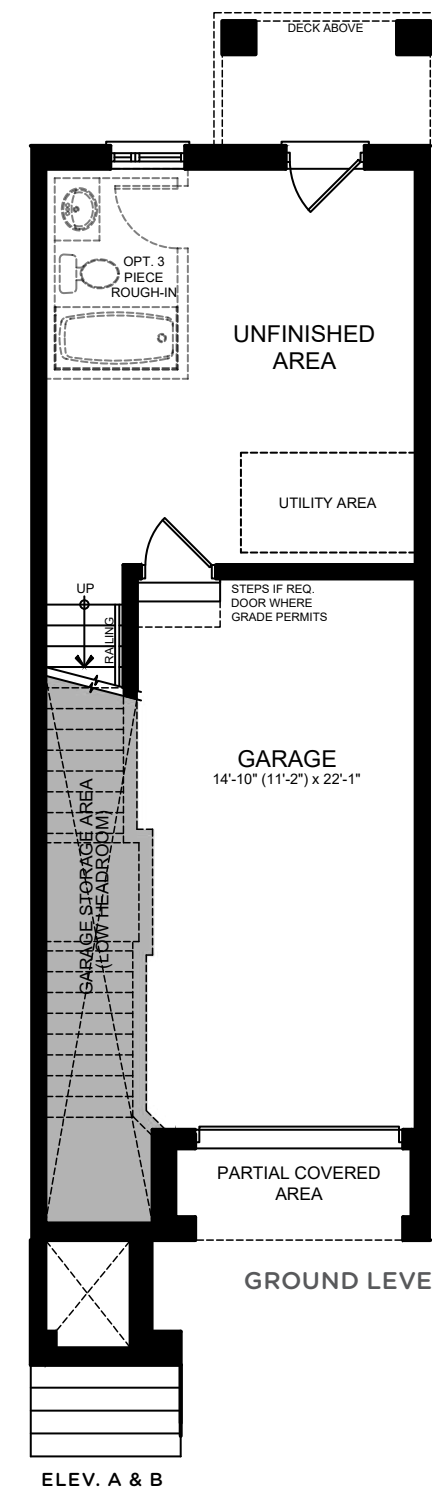 DECK ABOVE
OPT. 3
PIECE
ROUGH-IN
UNFINISHED
AREA
UTILITY AREA
UP
RAILING
STEPS IF REQ.
DOOR WHERE
GRADE PERMITS
GARAGE
14'-10" (11'-2") x 22'-1"
GARAGE STORAGE AREA
(LOW HEADROOM)
PARTIAL COVERED
AREA
GROUND LEVE
ELEV. A & B